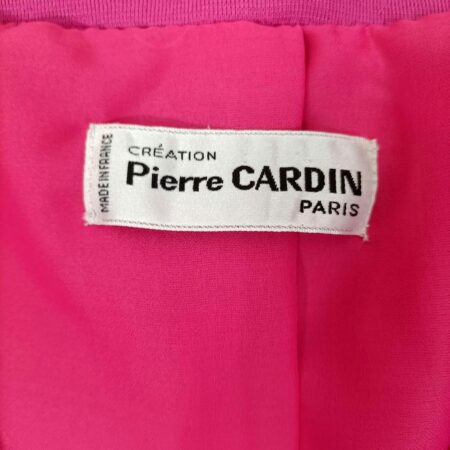 MADE IN FRANCE
CRÉATION
Pierre CARDIN
PARIS